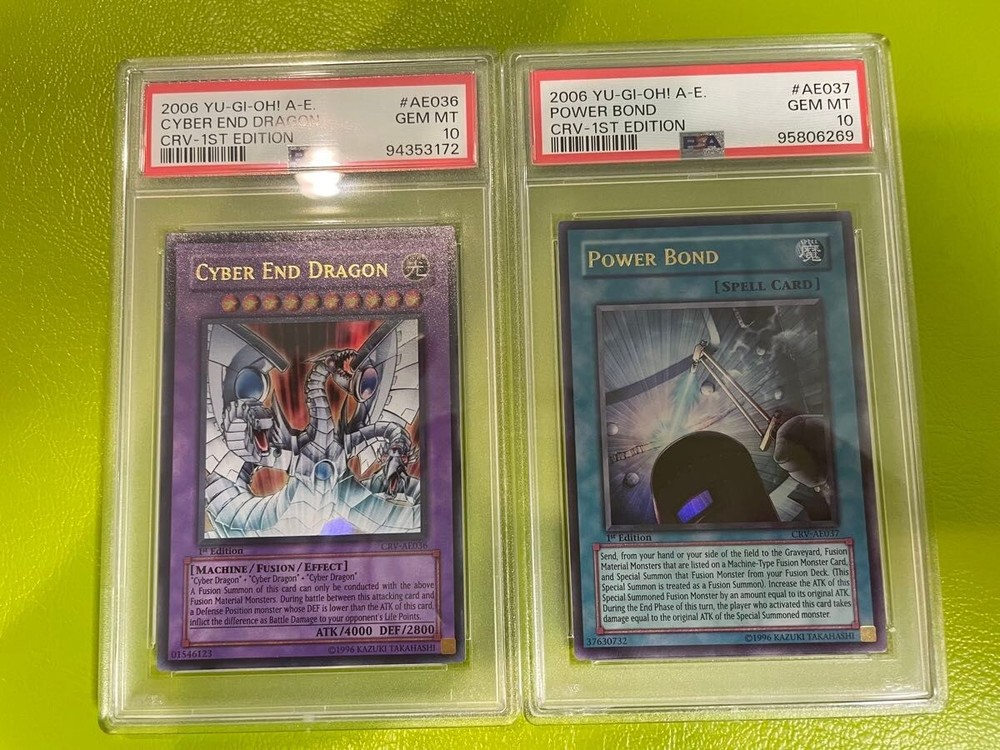 2006 YU-GI-OH! A-E. #AE036
CYBER END DRAGON GEM MT
CRV-1ST EDITION 10
94353172
CYBER END DRAGON 光
1st Edition CRV-AE036
[MACHINE/FUSION/EFFECT]
"Cyber Dragon" + "Cyber Dragon" + "Cyber Dragon"
A Fusion Summon of this card can only be conducted with the above
Fusion Material Monsters. During battle between this attacking card and
a Defense Position monster whose DEF is lower than the ATK of this card,
inflict the difference as Battle Damage to your opponent's Life Points.
ATK/4000 DEF/2800
01546123 ©1996 KAZUKI TAKAHASHI
2006 YU-GI-OH! A-E. #AE037
POWER BOND GEM MT
CRV-1ST EDITION 10
PSA 95806269
POWER BOND 魔
[SPELL CARD]
1st Edition CRV-AE037
Send, from your hand or your side of the field to the Graveyard, Fusion
Material Monsters that are listed on a Machine-Type Fusion Monster Card,
and Special Summon that Fusion Monster from your Fusion Deck. (This
Special Summon is treated as a Fusion Summon). Increase the ATK of this
Special Summoned Fusion Monster by an amount equal to its original ATK.
During the End Phase of this turn, the player who activated this card takes
damage equal to the original ATK of the Special Summoned monster.
37630732 ©1996 KAZUKI TAKAHASHI